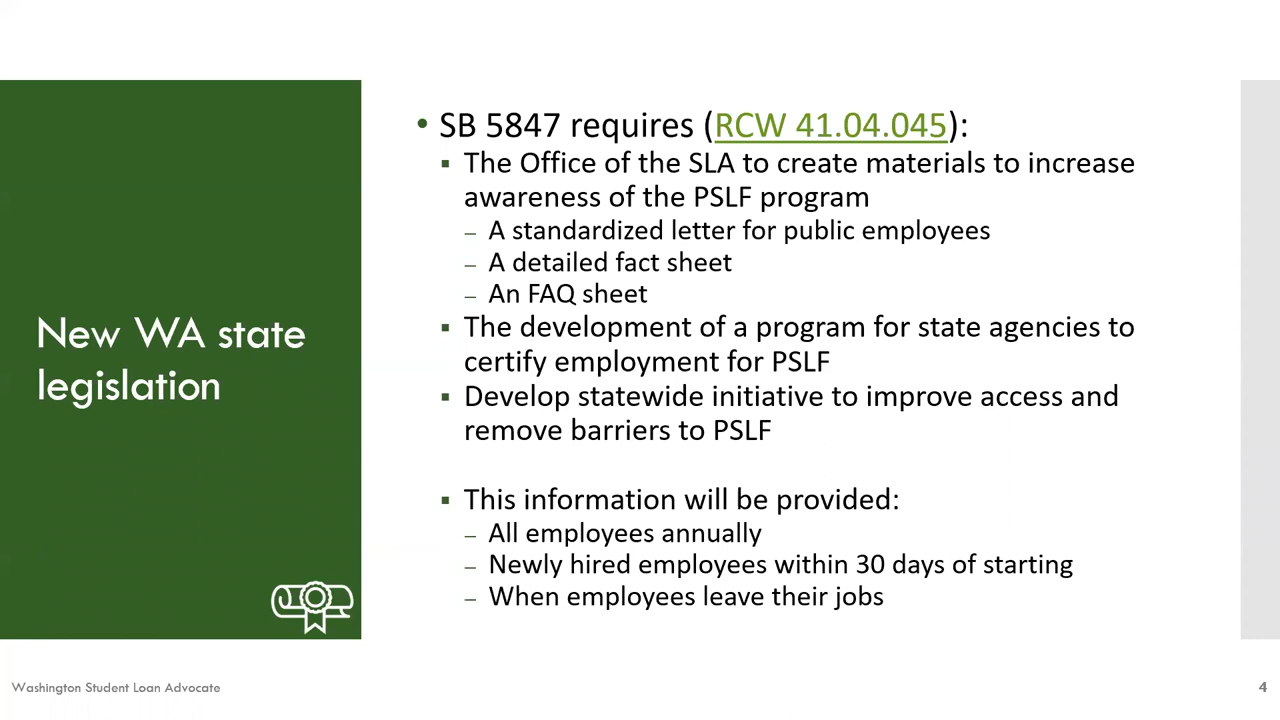 New WA state
legislation
• SB 5847 requires (RCW 41.04.045):
▪ The Office of the SLA to create materials to increase
awareness of the PSLF program
– A standardized letter for public employees
– A detailed fact sheet
– An FAQ sheet
▪ The development of a program for state agencies to
certify employment for PSLF
▪ Develop statewide initiative to improve access and
remove barriers to PSLF
▪ This information will be provided:
– All employees annually
– Newly hired employees within 30 days of starting
– When employees leave their jobs
Washington Student Loan Advocate
4